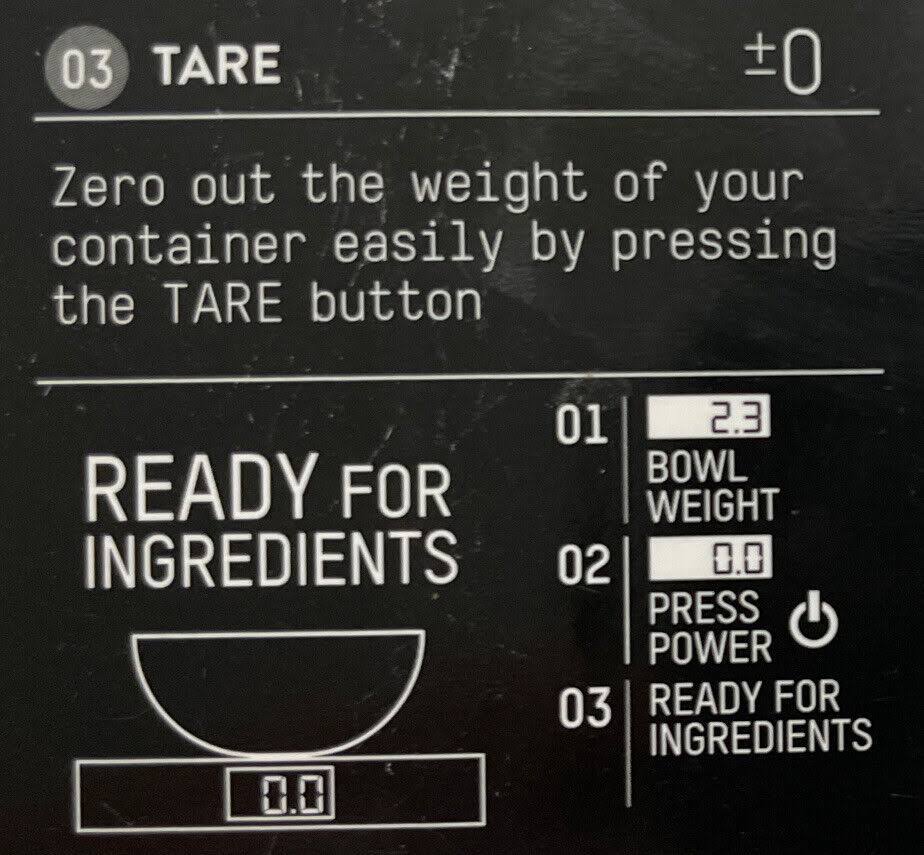 03 TARE ±0
Zero out the weight of your
container easily by pressing
the TARE button
READY FOR
INGREDIENTS
0.0
01 2.3
BOWL
WEIGHT
02 0.0
PRESS
POWER
03 READY FOR
INGREDIENTS